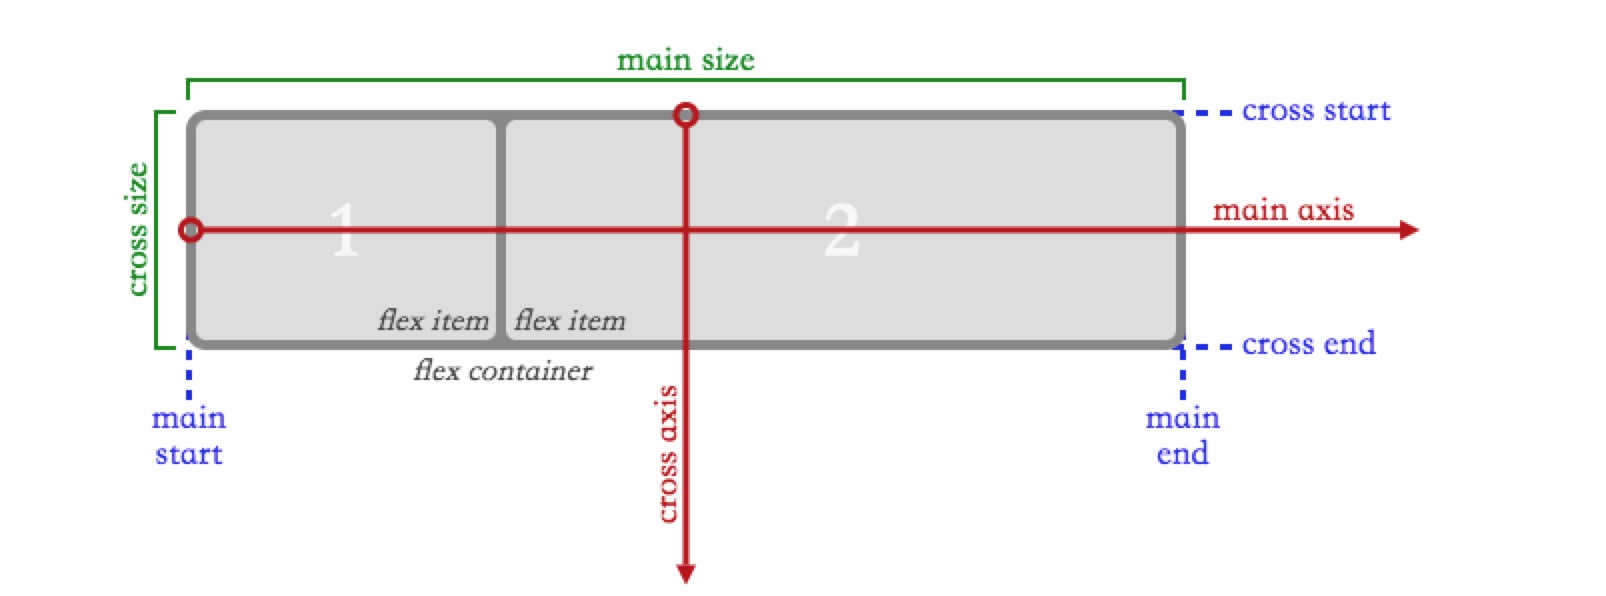 main size
cross start
cross size
1
2
main axis
flex item
flex item
cross end
flex container
main
start
cross axis
main
end